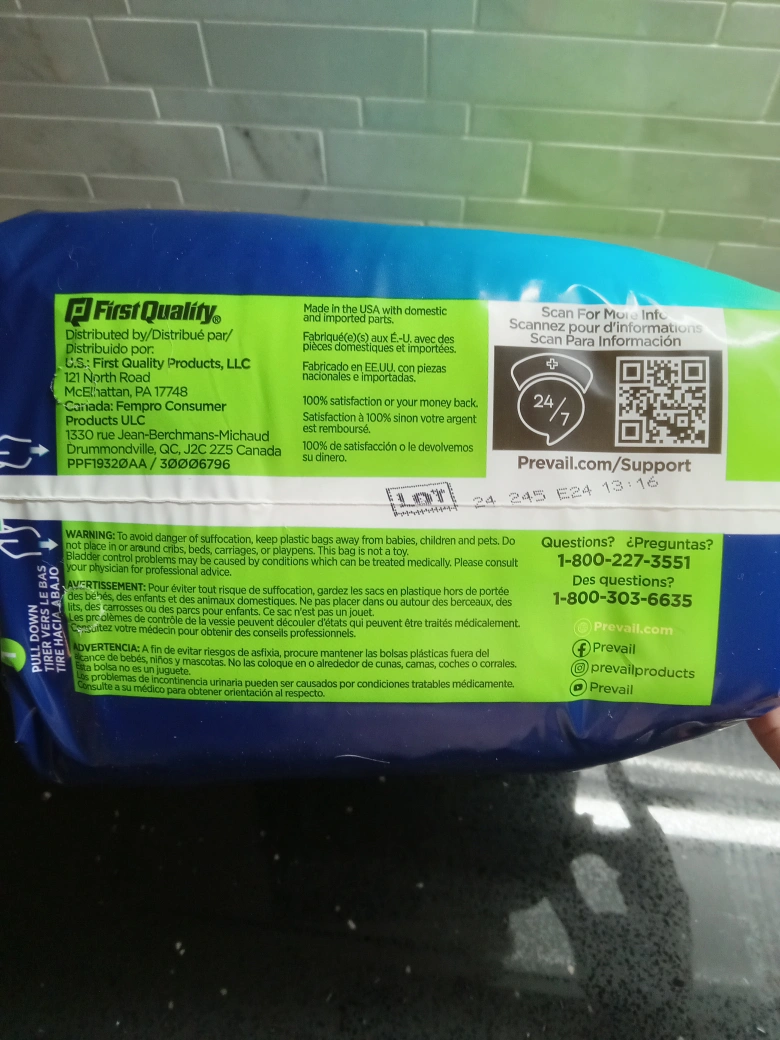 First Quality®
Distributed by/Distribué par/
Distribuido por:
U.S.: First Quality Products, LLC
121 North Road
McElhattan, PA 17748
Canada: Fempro Consumer
Products ULC
1330 rue Jean-Berchmans-Michaud
Drummondville, QC, J2C 2Z5 Canada
PPF19320AA / 30006796
Made in the USA with domestic
and imported parts.
Fabriqué(e)(s) aux É.-U. avec des
pièces domestiques et importées.
Fabricado en EE.UU. con piezas
nacionales e importadas.
100% satisfaction or your money back.
Satisfaction à 100% sinon votre argent
est remboursé.
100% de satisfacción o le devolvemos
su dinero.
Scan For More Info
Scannez pour d'informations
Scan Para Información
24/7
Prevail.com/Support
LOT 24 245 E24 13:16
WARNING: To avoid danger of suffocation, keep plastic bags away from babies, children and pets. Do
not place in or around cribs, beds, carriages, or playpens. This bag is not a toy.
Bladder control problems may be caused by conditions which can be treated medically. Please consult
your physician for professional advice.
AVERTISSEMENT: Pour éviter tout risque de suffocation, gardez les sacs en plastique hors de portée
des bébés, des enfants et des animaux domestiques. Ne pas placer dans ou autour des berceaux, des
lits, des carrosses ou des parcs pour enfants. Ce sac n'est pas un jouet.
Les problèmes de contrôle de la vessie peuvent découler d'états qui peuvent être traités médicalement.
Consultez votre médecin pour obtenir des conseils professionnels.
ADVERTENCIA: A fin de evitar riesgos de asfixia, procure mantener las bolsas plásticas fuera del
alcance de bebés, niños y mascotas. No las coloque en o alrededor de cunas, camas, coches o corrales.
Esta bolsa no es un juguete.
Los problemas de incontinencia urinaria pueden ser causados por condiciones tratables médicamente.
Consulte a su médico para obtener orientación al respecto.
Questions? ¿Preguntas?
1-800-227-3551
Des questions?
1-800-303-6635
Prevail.com
Prevail
prevailproducts
Prevail
PULL DOWN
TIRER VERS LE BAS
TIRE HACIA ABAJO
1